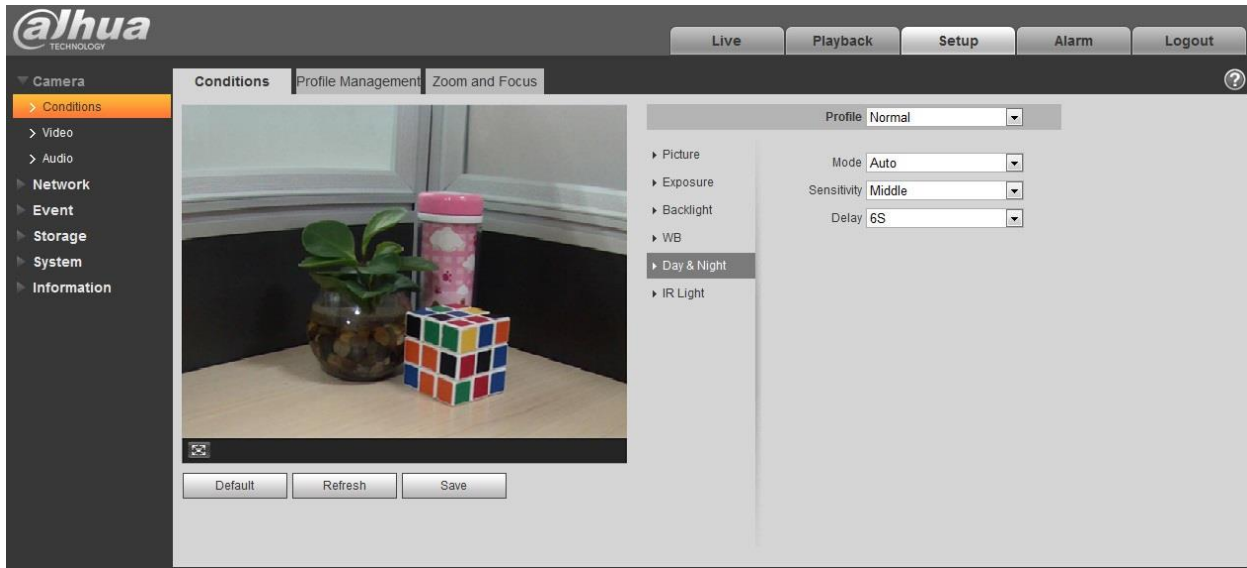 alhua
TECHNOLOGY
Live
Playback
Setup
Alarm
Logout
Camera
Conditions
Video
Audio
Network
Event
Storage
System
Information
Conditions
Profile Management
Zoom and Focus
Profile Normal
Picture
Exposure
Backlight
WB
Day & Night
IR Light
Mode Auto
Sensitivity Middle
Delay 6S
Default
Refresh
Save